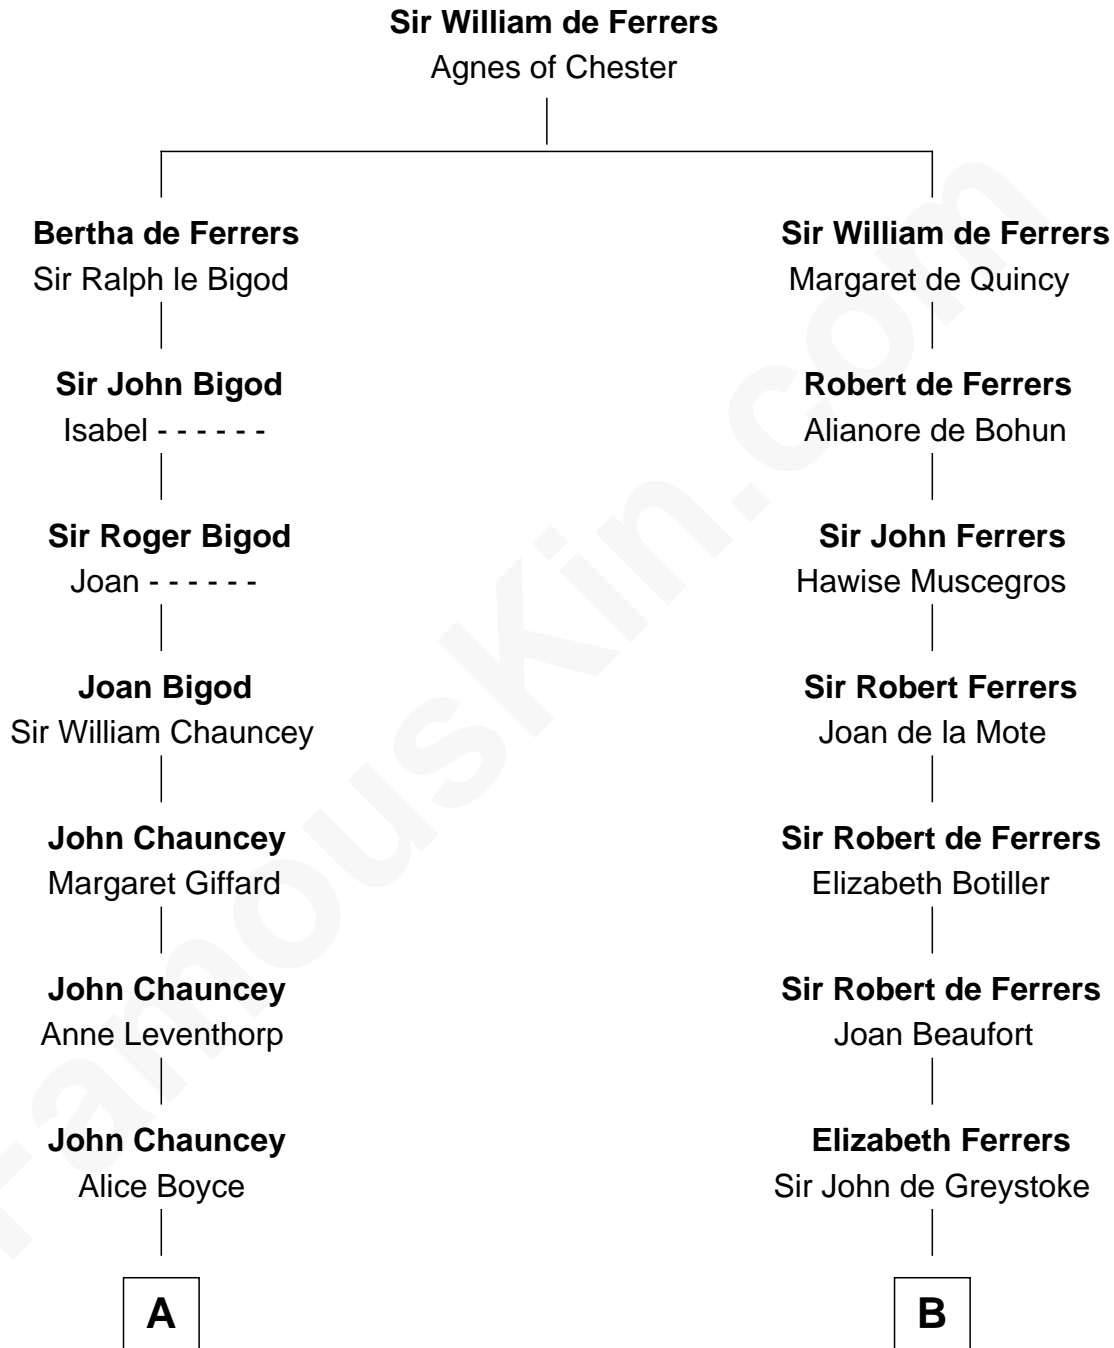 Sir William de Ferrers
Agnes of Chester
Bertha de Ferrers
Sir Ralph le Bigod
Sir William de Ferrers
Margaret de Quincy
Sir John Bigod
Isabel - - - - - -
Robert de Ferrers
Alianore de Bohun
Sir Roger Bigod
Joan - - - - - -
Sir John Ferrers
Hawise Muscegros
Joan Bigod
Sir William Chauncey
Sir Robert Ferrers
Joan de la Mote
John Chauncey
Margaret Giffard
Sir Robert de Ferrers
Elizabeth Botiller
John Chauncey
Anne Leventhorp
Sir Robert de Ferrers
Joan Beaufort
John Chauncey
Alice Boyce
Elizabeth Ferrers
Sir John de Greystoke
A
B
FamousKin.com